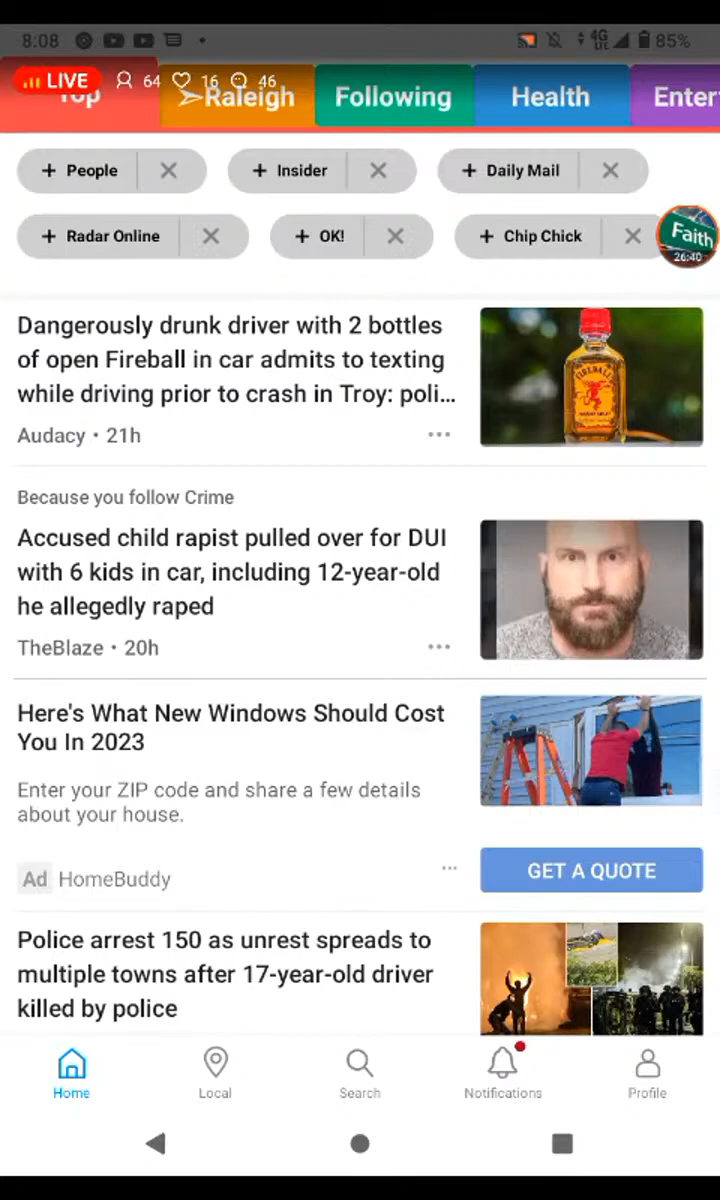 8:08
4G
LTE
85%
LIVE 64 16 46
Top
Raleigh
Following
Health
Enter
+ People
+ Insider
+ Daily Mail
+ Radar Online
+ OK!
+ Chip Chick
Faith
26:40
Dangerously drunk driver with 2 bottles
of open Fireball in car admits to texting
while driving prior to crash in Troy: poli...
Audacy • 21h
FIREBALL
Because you follow Crime
Accused child rapist pulled over for DUI
with 6 kids in car, including 12-year-old
he allegedly raped
TheBlaze • 20h
Here's What New Windows Should Cost
You In 2023
Enter your ZIP code and share a few details
about your house.
Ad HomeBuddy
GET A QUOTE
Police arrest 150 as unrest spreads to
multiple towns after 17-year-old driver
killed by police
Home
Local
Search
Notifications
Profile